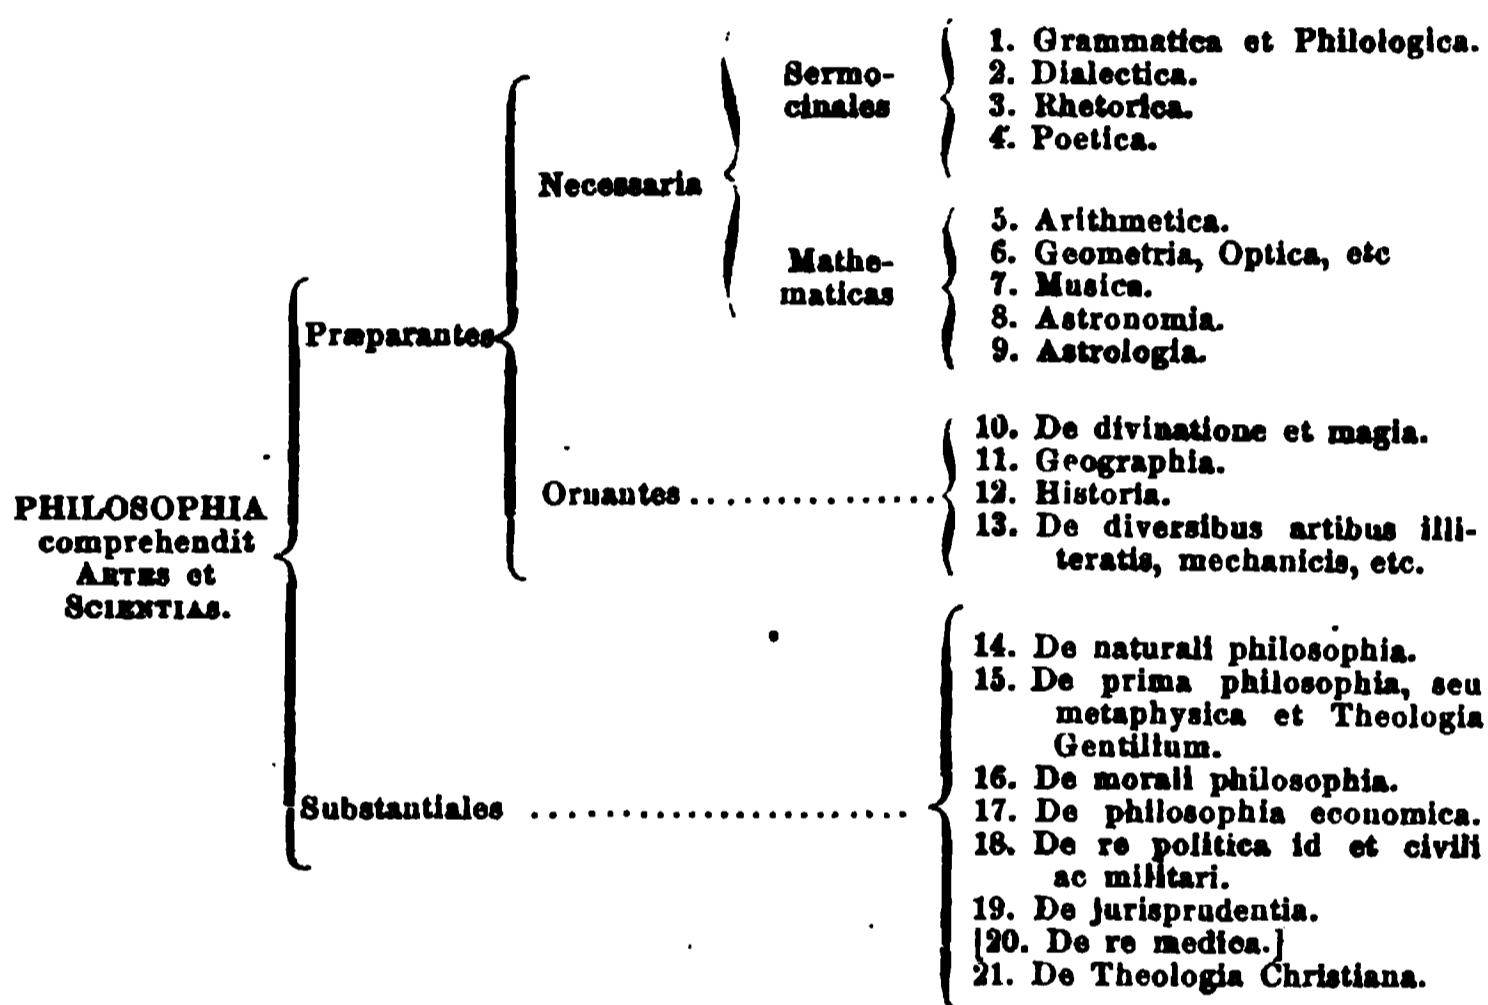 PHILOSOPHIA
comprehendit
ARTES et
SCIENTIAS.
Præparantes
Necessaria
Sermo-
cinales
1. Grammatica et Philologica.
2. Dialectica.
3. Rhetorica.
4. Poetica.
Mathe-
maticas
5. Arithmetica.
6. Geometria, Optica, etc
7. Musica.
8. Astronomia.
9. Astrologia.
Ornantes ..............
10. De divinatione et magia.
11. Geographia.
12. Historia.
13. De diversibus artibus illi-
teratis, mechanicis, etc.
Substantiales .....................
14. De naturali philosophia.
15. De prima philosophia, seu
metaphysica et Theologia
Gentilium.
16. De morali philosophia.
17. De philosophia economica.
18. De re politica id et civili
ac militari.
19. De jurisprudentia.
[20. De re medica.]
21. De Theologia Christiana.